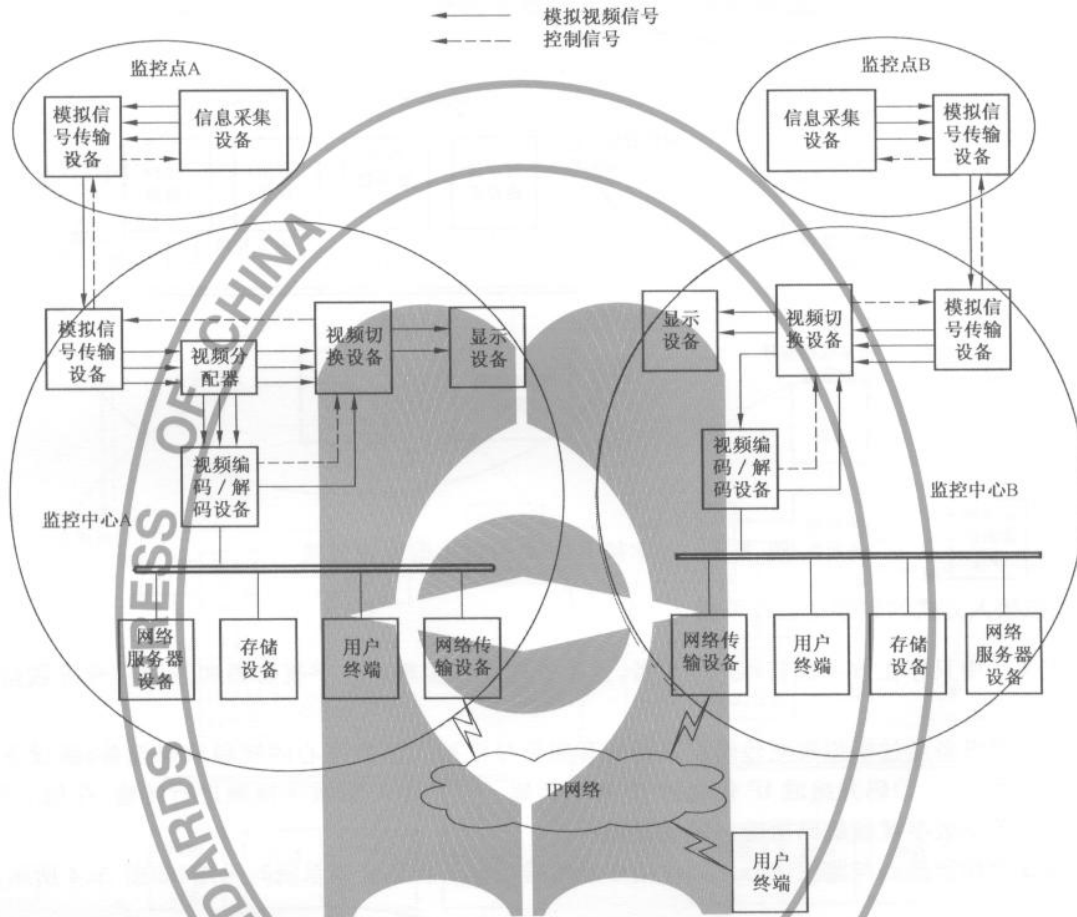 模拟视频信号
控制信号
监控点A
模拟信
号传输
设备
信息采集
设备
监控点B
信息采集
设备
模拟信
号传输
设备
模拟信
号传输
设备
视频分
配器
视频切
换设备
显示
设备
视频编
码/解
码设备
监控中心A
网络
服务器
设备
存储
设备
用户
终端
网络传
输设备
显示
设备
视频切
换设备
模拟信
号传输
设备
视频编
码/解
码设备
监控中心B
网络传
输设备
用户
终端
存储
设备
网络
服务器
设备
IP网络
用户
终端
RESS OF CHINA
NDARDS